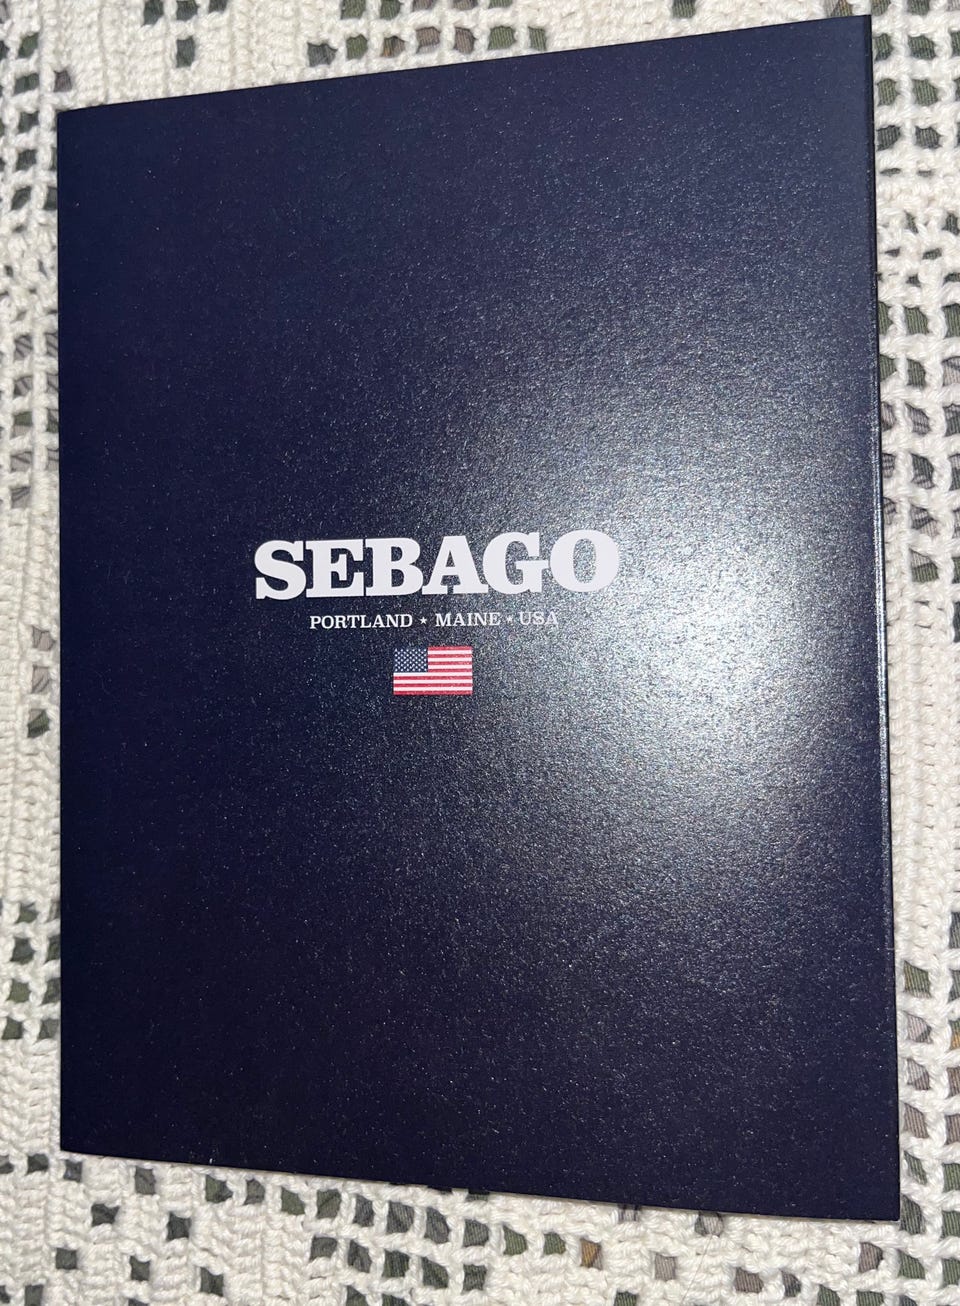 SEBAGO
PORTLAND ★ MAINE ★ USA